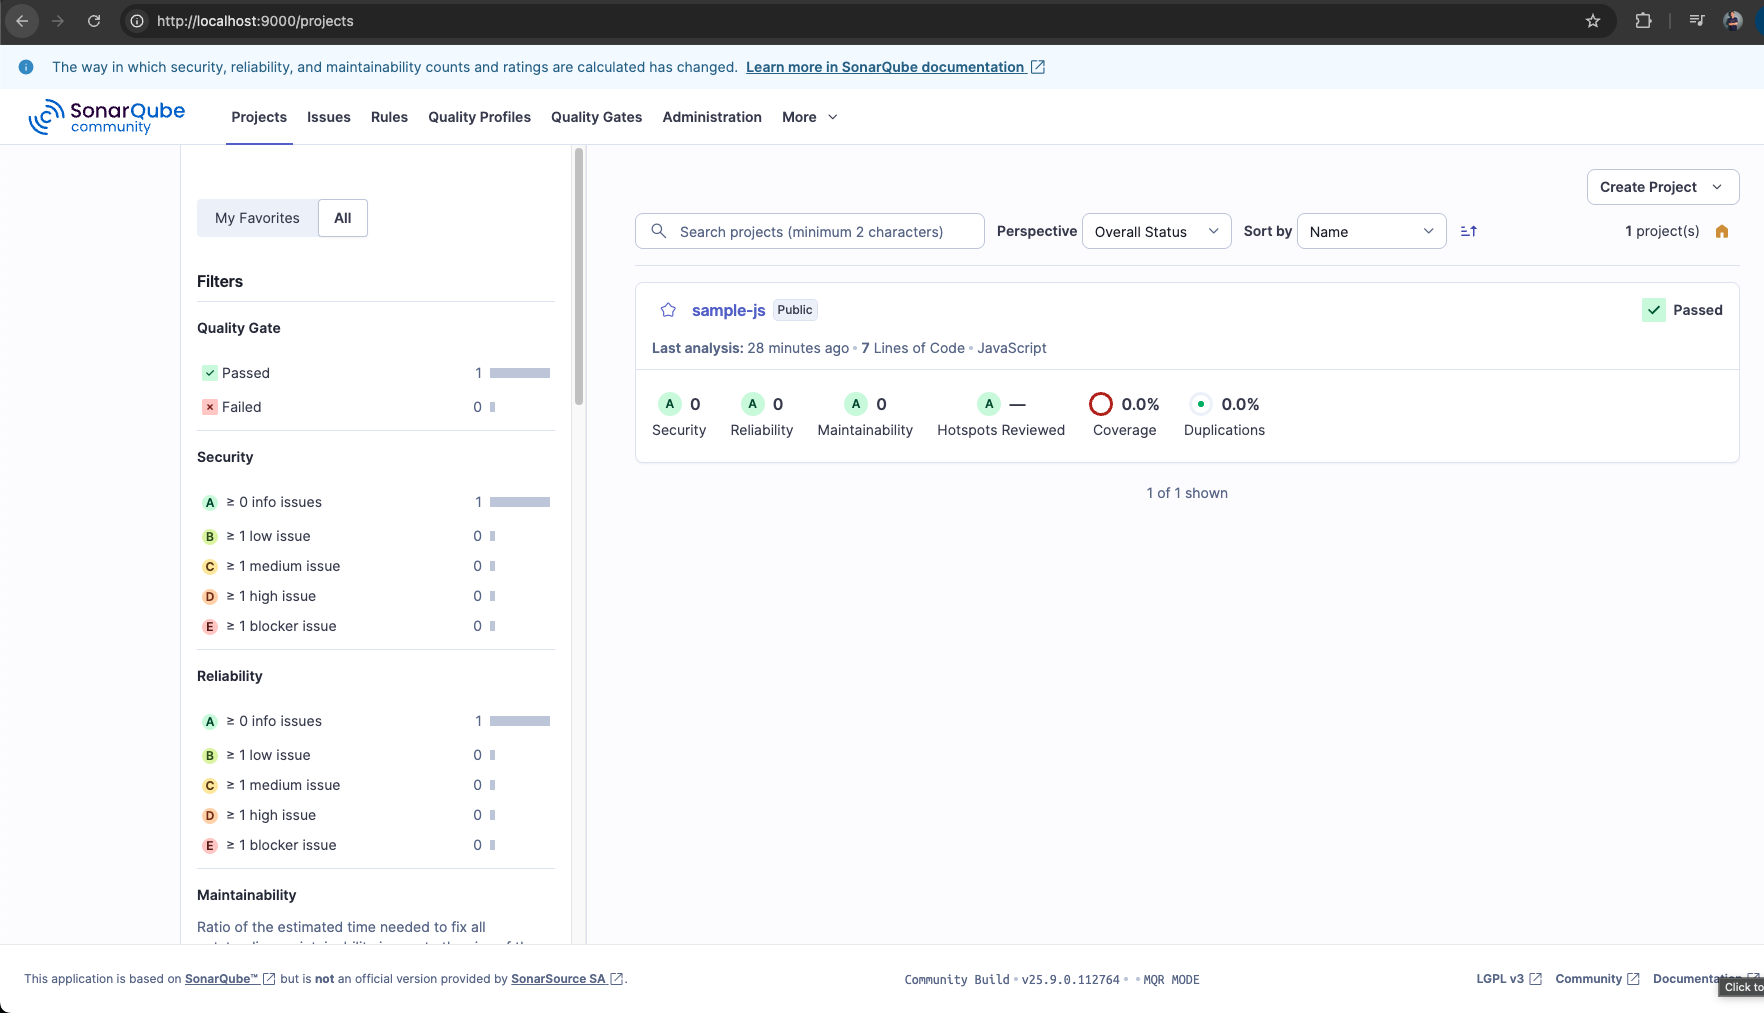 http://localhost:9000/projects
The way in which security, reliability, and maintainability counts and ratings are calculated has changed. Learn more in SonarQube documentation
SonarQube community
Projects Issues Rules Quality Profiles Quality Gates Administration More
My Favorites All
Filters
Quality Gate
Passed 1
Failed 0
Security
A ≥ 0 info issues 1
B ≥ 1 low issue 0
C ≥ 1 medium issue 0
D ≥ 1 high issue 0
E ≥ 1 blocker issue 0
Reliability
A ≥ 0 info issues 1
B ≥ 1 low issue 0
C ≥ 1 medium issue 0
D ≥ 1 high issue 0
E ≥ 1 blocker issue 0
Maintainability
Ratio of the estimated time needed to fix all
Create Project
Search projects (minimum 2 characters) Perspective Overall Status Sort by Name 1 project(s)
sample-js Public Passed
Last analysis: 28 minutes ago • 7 Lines of Code • JavaScript
A 0 A 0 A 0 A — 0.0% 0.0%
Security Reliability Maintainability Hotspots Reviewed Coverage Duplications
1 of 1 shown
This application is based on SonarQube™ but is not an official version provided by SonarSource SA.
Community Build • v25.9.0.112764 • • MQR MODE
LGPL v3 Community Documentation
Click to